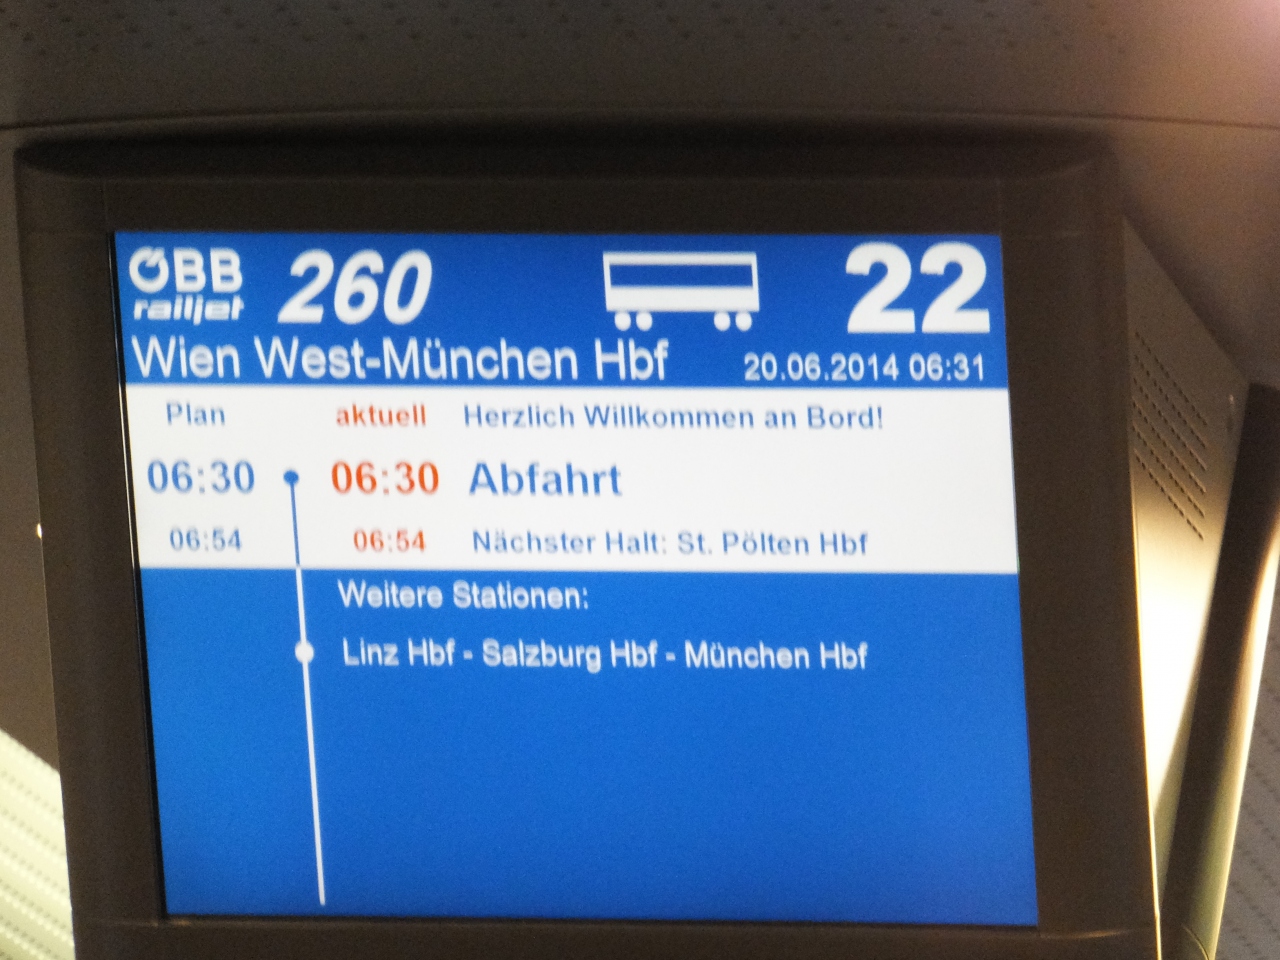 ÖBB
railjet 260 22
Wien West-München Hbf 20.06.2014 06:31
Plan aktuell Herzlich Willkommen an Bord!
06:30 06:30 Abfahrt
06:54 06:54 Nächster Halt: St. Pölten Hbf
Weitere Stationen:
Linz Hbf - Salzburg Hbf - München Hbf